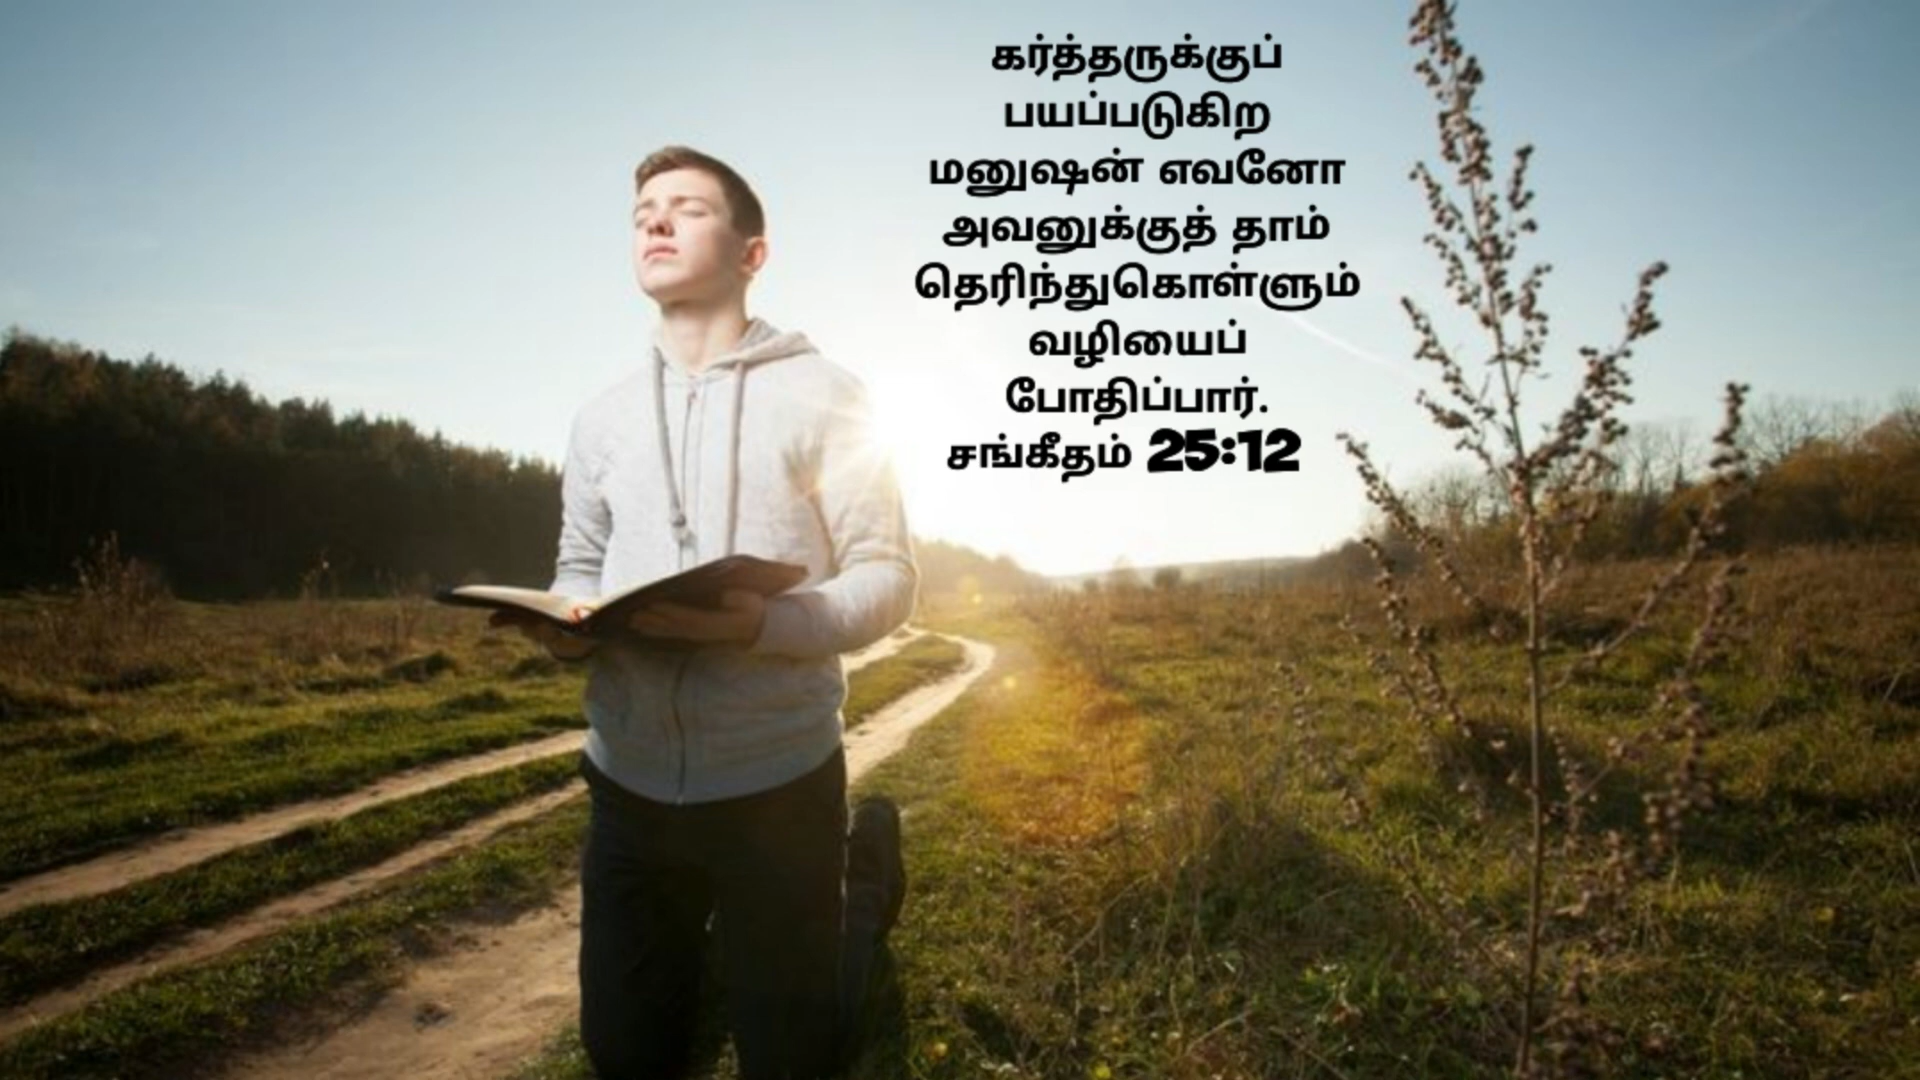 கர்த்தருக்குப்
பயப்படுகிற
மனுஷன் எவனோ
அவனுக்குத் தாம்
தெரிந்துகொள்ளும்
வழியைப்
போதிப்பார்.
சங்கீதம் 25:12